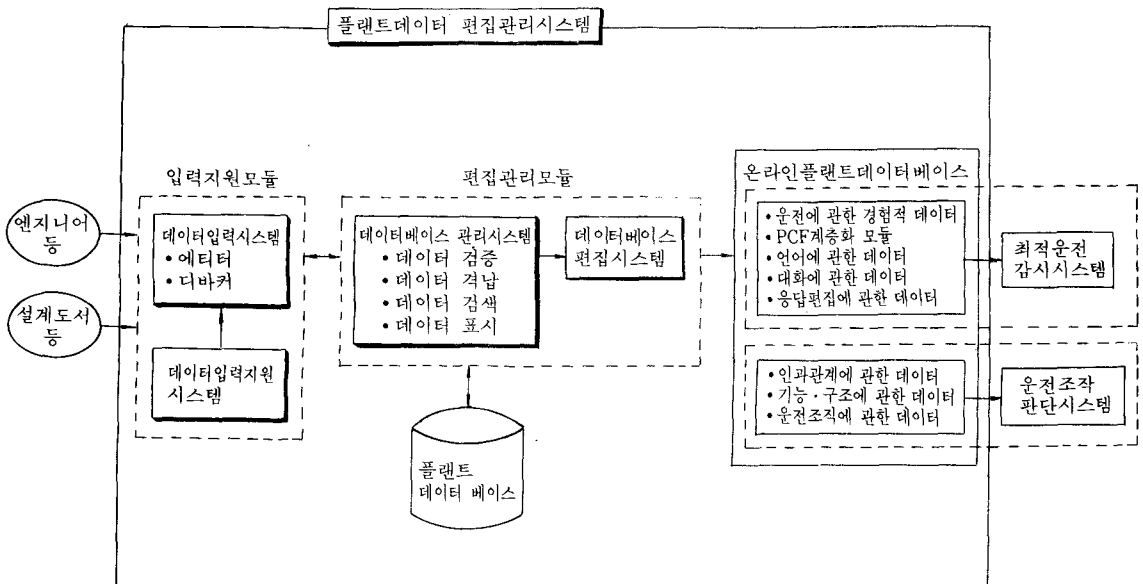 플랜트데이터 편집관리시스템
엔지니어
등
설계도서
등
입력지원모듈
데이터입력시스템
• 에티터
• 디바커
데이터입력지원
시스템
편집관리모듈
데이터베이스 관리시스템
• 데이터 검증
• 데이터 격납
• 데이터 검색
• 데이터 표시
데이터베이스
편집시스템
플랜트
데이터 베이스
온라인플랜트데이터베이스
• 운전에 관한 경험적 데이터
• PCF계층화 모듈
• 언어에 관한 데이터
• 대화에 관한 데이터
• 응답편집에 관한 데이터
최적운전
감시시스템
• 인과관계에 관한 데이터
• 기능·구조에 관한 데이터
• 운전조직에 관한 데이터
운전조작
판단시스템